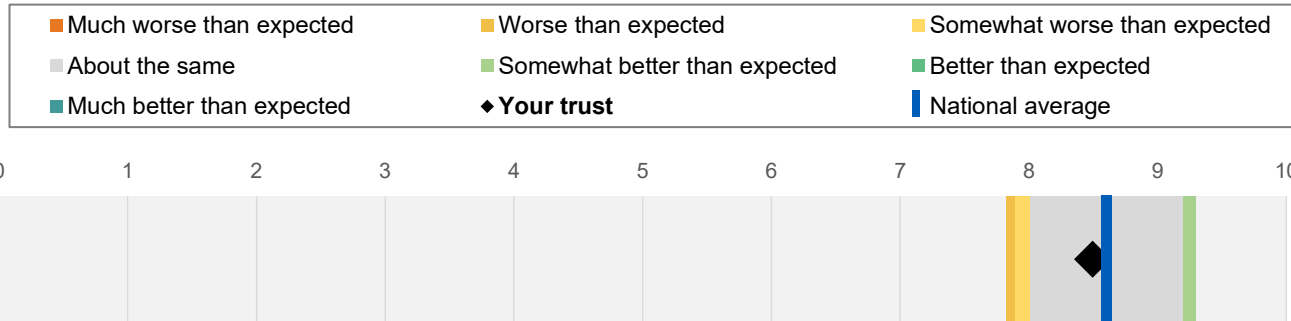 Much worse than expected Worse than expected Somewhat worse than expected
About the same Somewhat better than expected Better than expected
Much better than expected Your trust National average
0 1 2 3 4 5 6 7 8 9 10